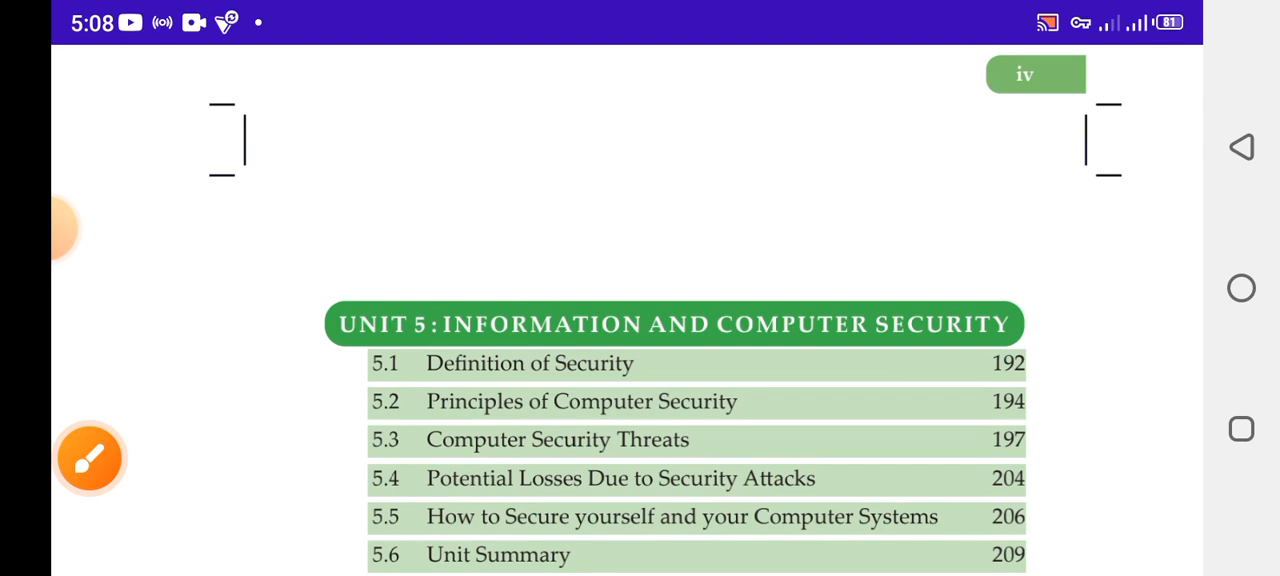 5:08
81
iv
UNIT 5 : INFORMATION AND COMPUTER SECURITY
5.1 Definition of Security 192
5.2 Principles of Computer Security 194
5.3 Computer Security Threats 197
5.4 Potential Losses Due to Security Attacks 204
5.5 How to Secure yourself and your Computer Systems 206
5.6 Unit Summary 209